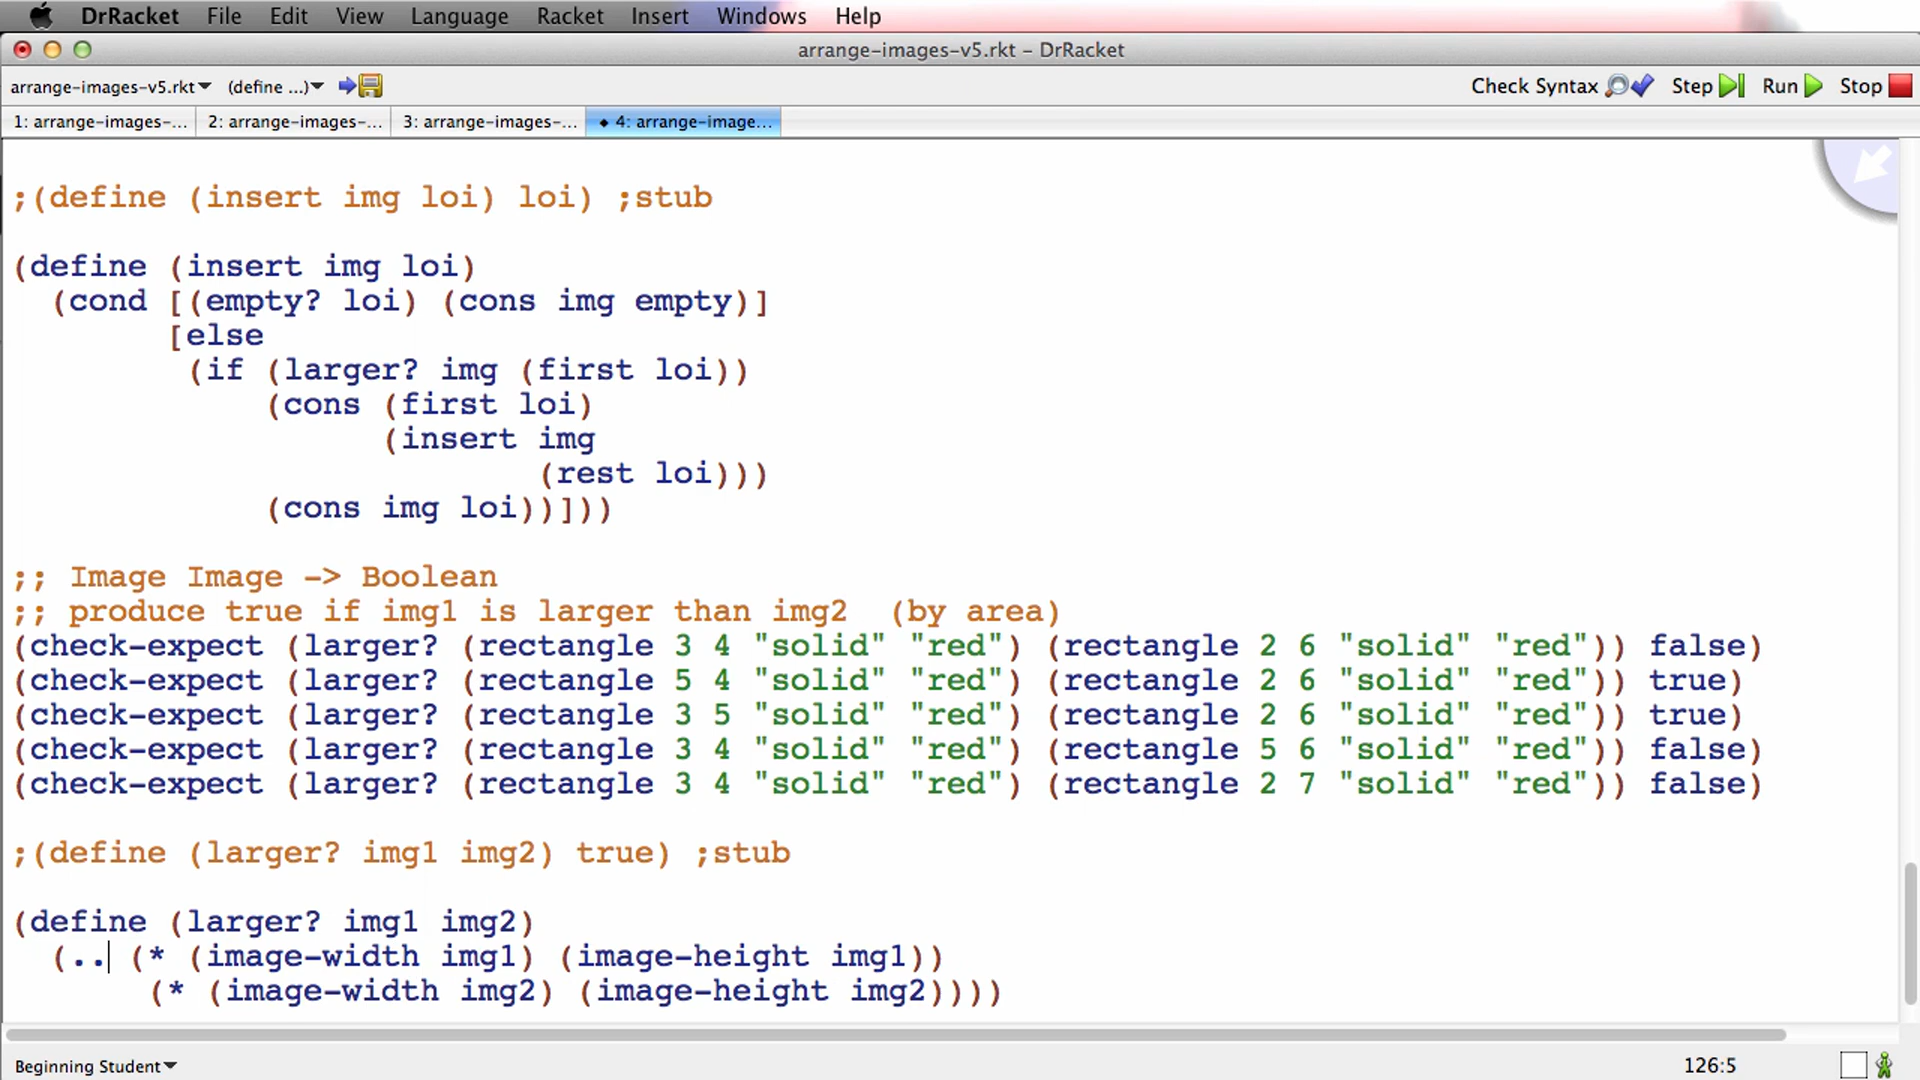 DrRacket File Edit View Language Racket Insert Windows Help
arrange-images-v5.rkt - DrRacket
arrange-images-v5.rkt (define ...) Check Syntax Step Run Stop
1: arrange-images-... 2: arrange-images-... 3: arrange-images-... 4: arrange-image...
;(define (insert img loi) loi) ;stub
(define (insert img loi)
(cond [(empty? loi) (cons img empty)]
[else
(if (larger? img (first loi))
(cons (first loi)
(insert img
(rest loi)))
(cons img loi))]))
;; Image Image -> Boolean
;; produce true if img1 is larger than img2 (by area)
(check-expect (larger? (rectangle 3 4 "solid" "red") (rectangle 2 6 "solid" "red")) false)
(check-expect (larger? (rectangle 5 4 "solid" "red") (rectangle 2 6 "solid" "red")) true)
(check-expect (larger? (rectangle 3 5 "solid" "red") (rectangle 2 6 "solid" "red")) true)
(check-expect (larger? (rectangle 3 4 "solid" "red") (rectangle 5 6 "solid" "red")) false)
(check-expect (larger? (rectangle 3 4 "solid" "red") (rectangle 2 7 "solid" "red")) false)
;(define (larger? img1 img2) true) ;stub
(define (larger? img1 img2)
(.. (* (image-width img1) (image-height img1))
(* (image-width img2) (image-height img2))))
Beginning Student 126:5